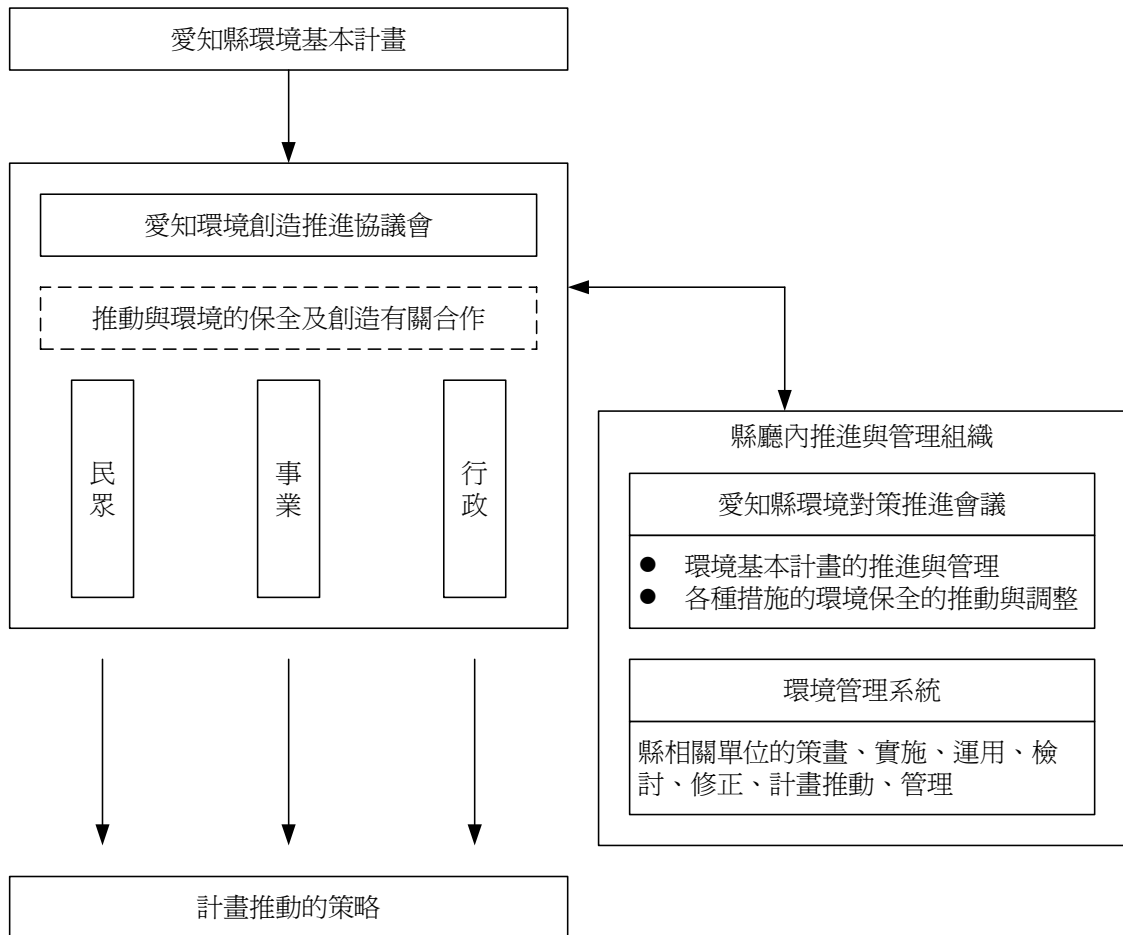 愛知縣環境基本計畫
愛知環境創造推進協議會
推動與環境的保全及創造有關合作
民眾
事業
行政
縣廳內推進與管理組織
愛知縣環境對策推進會議
● 環境基本計畫的推進與管理
● 各種措施的環境保全的推動與調整
環境管理系統
縣相關單位的策畫、實施、運用、檢
討、修正、計畫推動、管理
計畫推動的策略